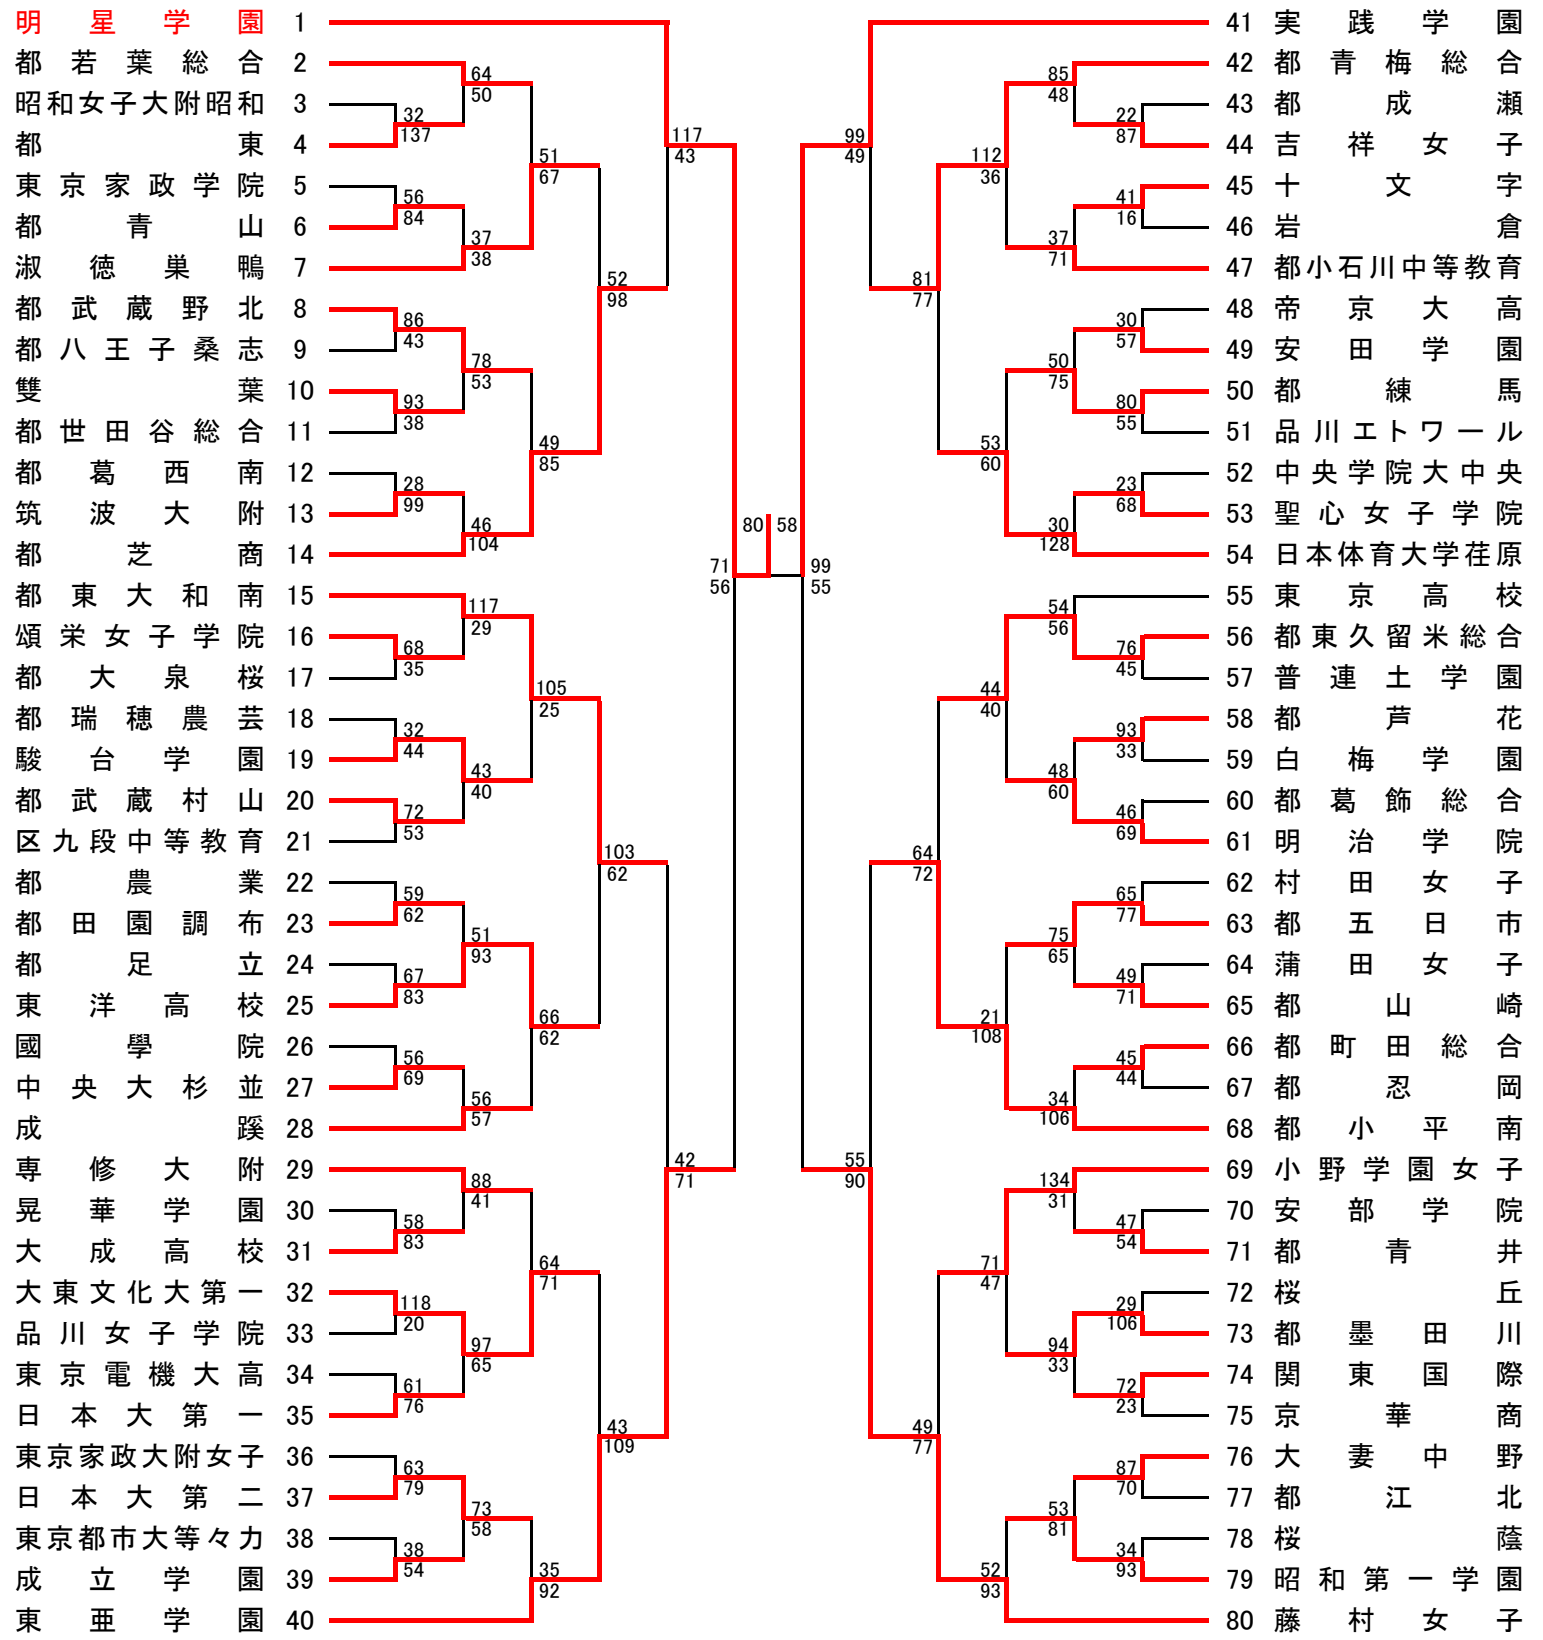 明星学園 1
都若葉総合 2
昭和女子大附昭和 3
都東 4
東京家政学院 5
都青山 6
淑徳巣鴨 7
都武蔵野北 8
都八王子桑志 9
雙葉 10
都世田谷総合 11
都葛西南 12
筑波大附 13
都芝商 14
都東大和南 15
頌栄女子学院 16
都大泉桜 17
都瑞穂農芸 18
駿台学園 19
都武蔵村山 20
区九段中等教育 21
都農業 22
都田園調布 23
都足立 24
東洋高校 25
國學院 26
中央大杉並 27
成蹊 28
専修大附 29
晃華学園 30
大成高校 31
大東文化大第一 32
品川女子学院 33
東京電機大高 34
日本大第一 35
東京家政大附女子 36
日本大第二 37
東京都市大等々力 38
成立学園 39
東亜学園 40
32
137
56
84
86
43
93
38
28
99
68
35
32
44
72
53
59
62
67
83
56
69
58
83
118
20
61
76
63
79
38
54
64
50
37
38
78
53
46
104
117
29
43
40
51
93
56
57
88
41
97
65
73
58
51
67
49
85
105
25
66
62
64
71
35
92
52
98
103
62
43
109
117
43
42
71
71
56
80 58
99
55
99
49
55
90
81
77
64
72
49
77
112
36
53
60
44
40
21
108
71
47
52
93
85
48
37
71
50
75
30
128
54
56
48
60
75
65
34
106
134
31
94
33
53
81
22
87
41
16
30
57
80
55
23
68
76
45
93
33
46
69
65
77
49
71
45
44
47
54
29
106
72
23
87
70
34
93
41 実践学園
42 都青梅総合
43 都成瀬
44 吉祥女子
45 十文字
46 岩倉
47 都小石川中等教育
48 帝京大高
49 安田学園
50 都練馬
51 品川エトワール
52 中央学院大中央
53 聖心女子学院
54 日本体育大学荏原
55 東京高校
56 都東久留米総合
57 普連土学園
58 都芦花
59 白梅学園
60 都葛飾総合
61 明治学院
62 村田女子
63 都五日市
64 蒲田女子
65 都山崎
66 都町田総合
67 都忍岡
68 都小平南
69 小野学園女子
70 安部学院
71 都青井
72 桜丘
73 都墨田川
74 関東国際
75 京華商
76 大妻中野
77 都江北
78 桜蔭
79 昭和第一学園
80 藤村女子